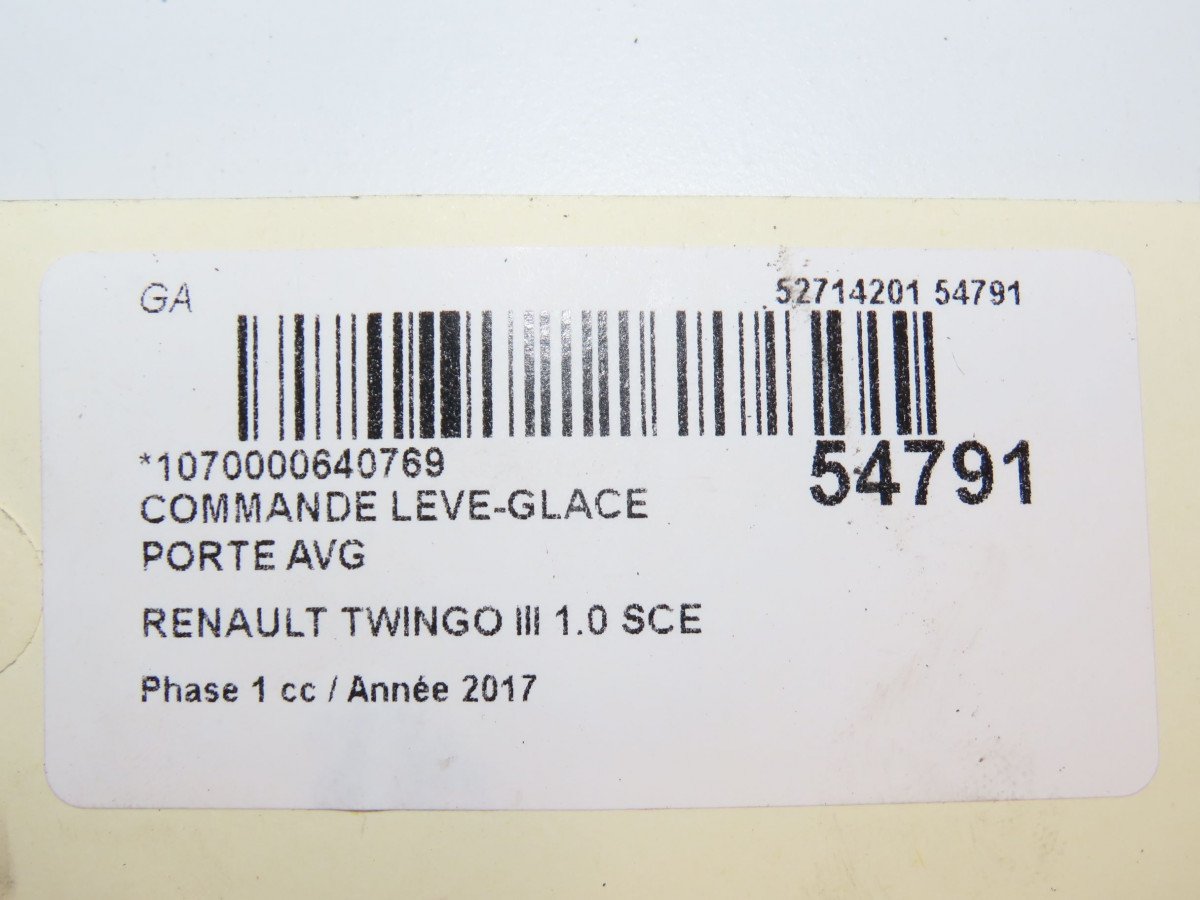 GA
52714201 54791
*1070000640769
54791
COMMANDE LEVE-GLACE
PORTE AVG
RENAULT TWINGO III 1.0 SCE
Phase 1 cc / Année 2017